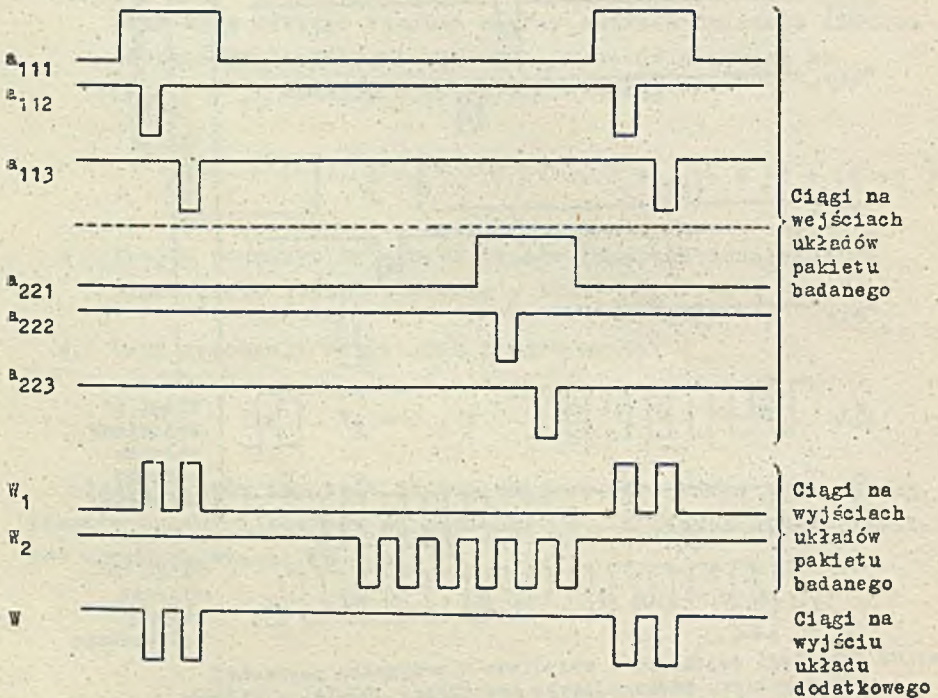 a111
a112
a113
Ciągi na
wejściach
układów
pakietu
badanego
a221
a222
a223
W1
W2
Ciągi na
wyjściach
układów
pakietu
badanego
W
Ciągi na
wyjściu
układu
dodatkowego